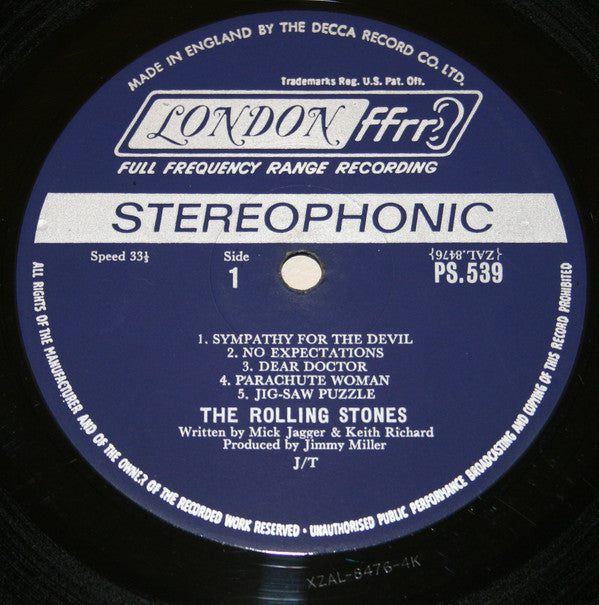 MADE IN ENGLAND BY THE DECCA RECORD CO. LTD.
Trademarks Reg. U.S. Pat. Off.
LONDON ffrr
FULL FREQUENCY RANGE RECORDING
STEREOPHONIC
Speed 33⅓
Side
1
{ZAL.8476}
PS.539
1. SYMPATHY FOR THE DEVIL
2. NO EXPECTATIONS
3. DEAR DOCTOR
4. PARACHUTE WOMAN
5. JIG-SAW PUZZLE
THE ROLLING STONES
Written by Mick Jagger & Keith Richard
Produced by Jimmy Miller
J/T
ALL RIGHTS OF THE MANUFACTURER AND OF THE OWNER OF THE RECORDED WORK RESERVED · UNAUTHORISED PUBLIC PERFORMANCE BROADCASTING AND COPYING OF THIS RECORD PROHIBITED
XZAL-8476-4K